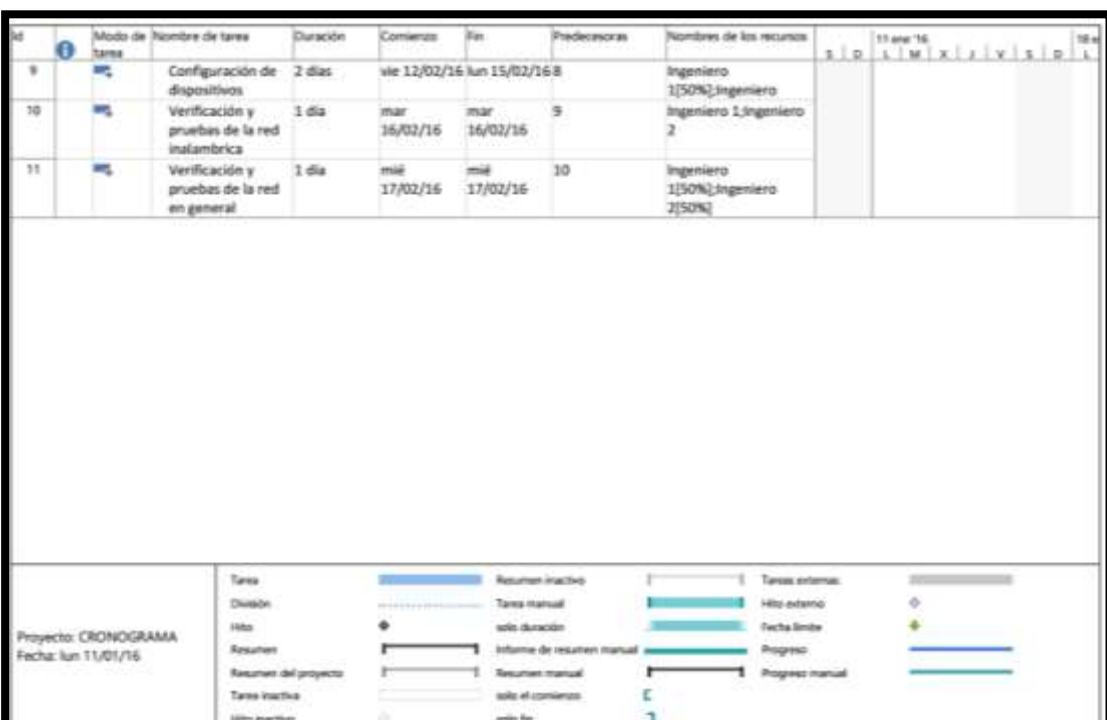 Id
Modo de tarea
Nombre de tarea
Duración
Comienzo
Fin
Predecesoras
Nombres de los recursos
11 ene '16
18 e
S D L M X J V S D L
9
Configuración de dispositivos
2 días
vie 12/02/16
lun 15/02/16
8
Ingeniero 1[50%];Ingeniero
10
Verificación y pruebas de la red inalambrica
1 día
mar 16/02/16
mar 16/02/16
9
Ingeniero 1;Ingeniero 2
11
Verificación y pruebas de la red en general
1 día
mié 17/02/16
mié 17/02/16
10
Ingeniero 1[50%];Ingeniero 2[50%]
Proyecto: CRONOGRAMA
Fecha: lun 11/01/16
Tarea
División
Hito
Resumen
Resumen del proyecto
Tarea inactiva
Hito inactivo
Resumen inactivo
Tarea manual
solo duración
Informe de resumen manual
Resumen manual
solo el comienzo
solo fin
Tareas externas
Hito externo
Fecha límite
Progreso
Progreso manual